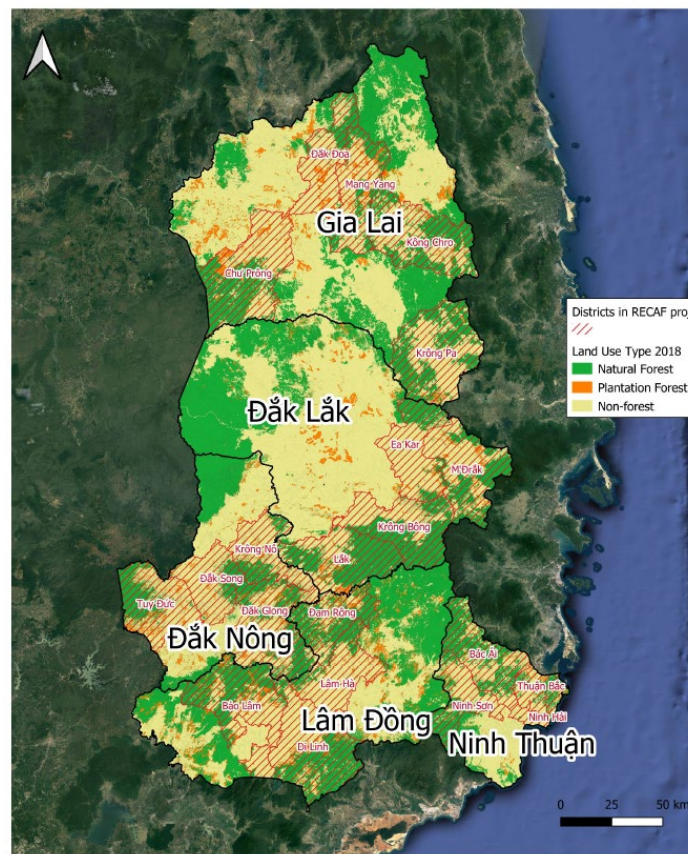 Đăk Đoa
Mang Yang
Gia Lai
Kông Chro
Chư Prông
Districts in RECAF proj
Land Use Type 2018
Natural Forest
Plantation Forest
Non-forest
Krông Pa
Đắk Lắk
Ea Kar
M'Đrắk
Krông Bông
Krông Nô
Lắk
Đắk Song
Tuy Đức
Đăk Glong
Đam Rông
Đắk Nông
Bác Ái
Thuận Bắc
Lâm Hà
Bảo Lâm
Ninh Sơn
Lâm Đồng
Ninh Hải
Di Linh
Ninh Thuận
0 25 50 km